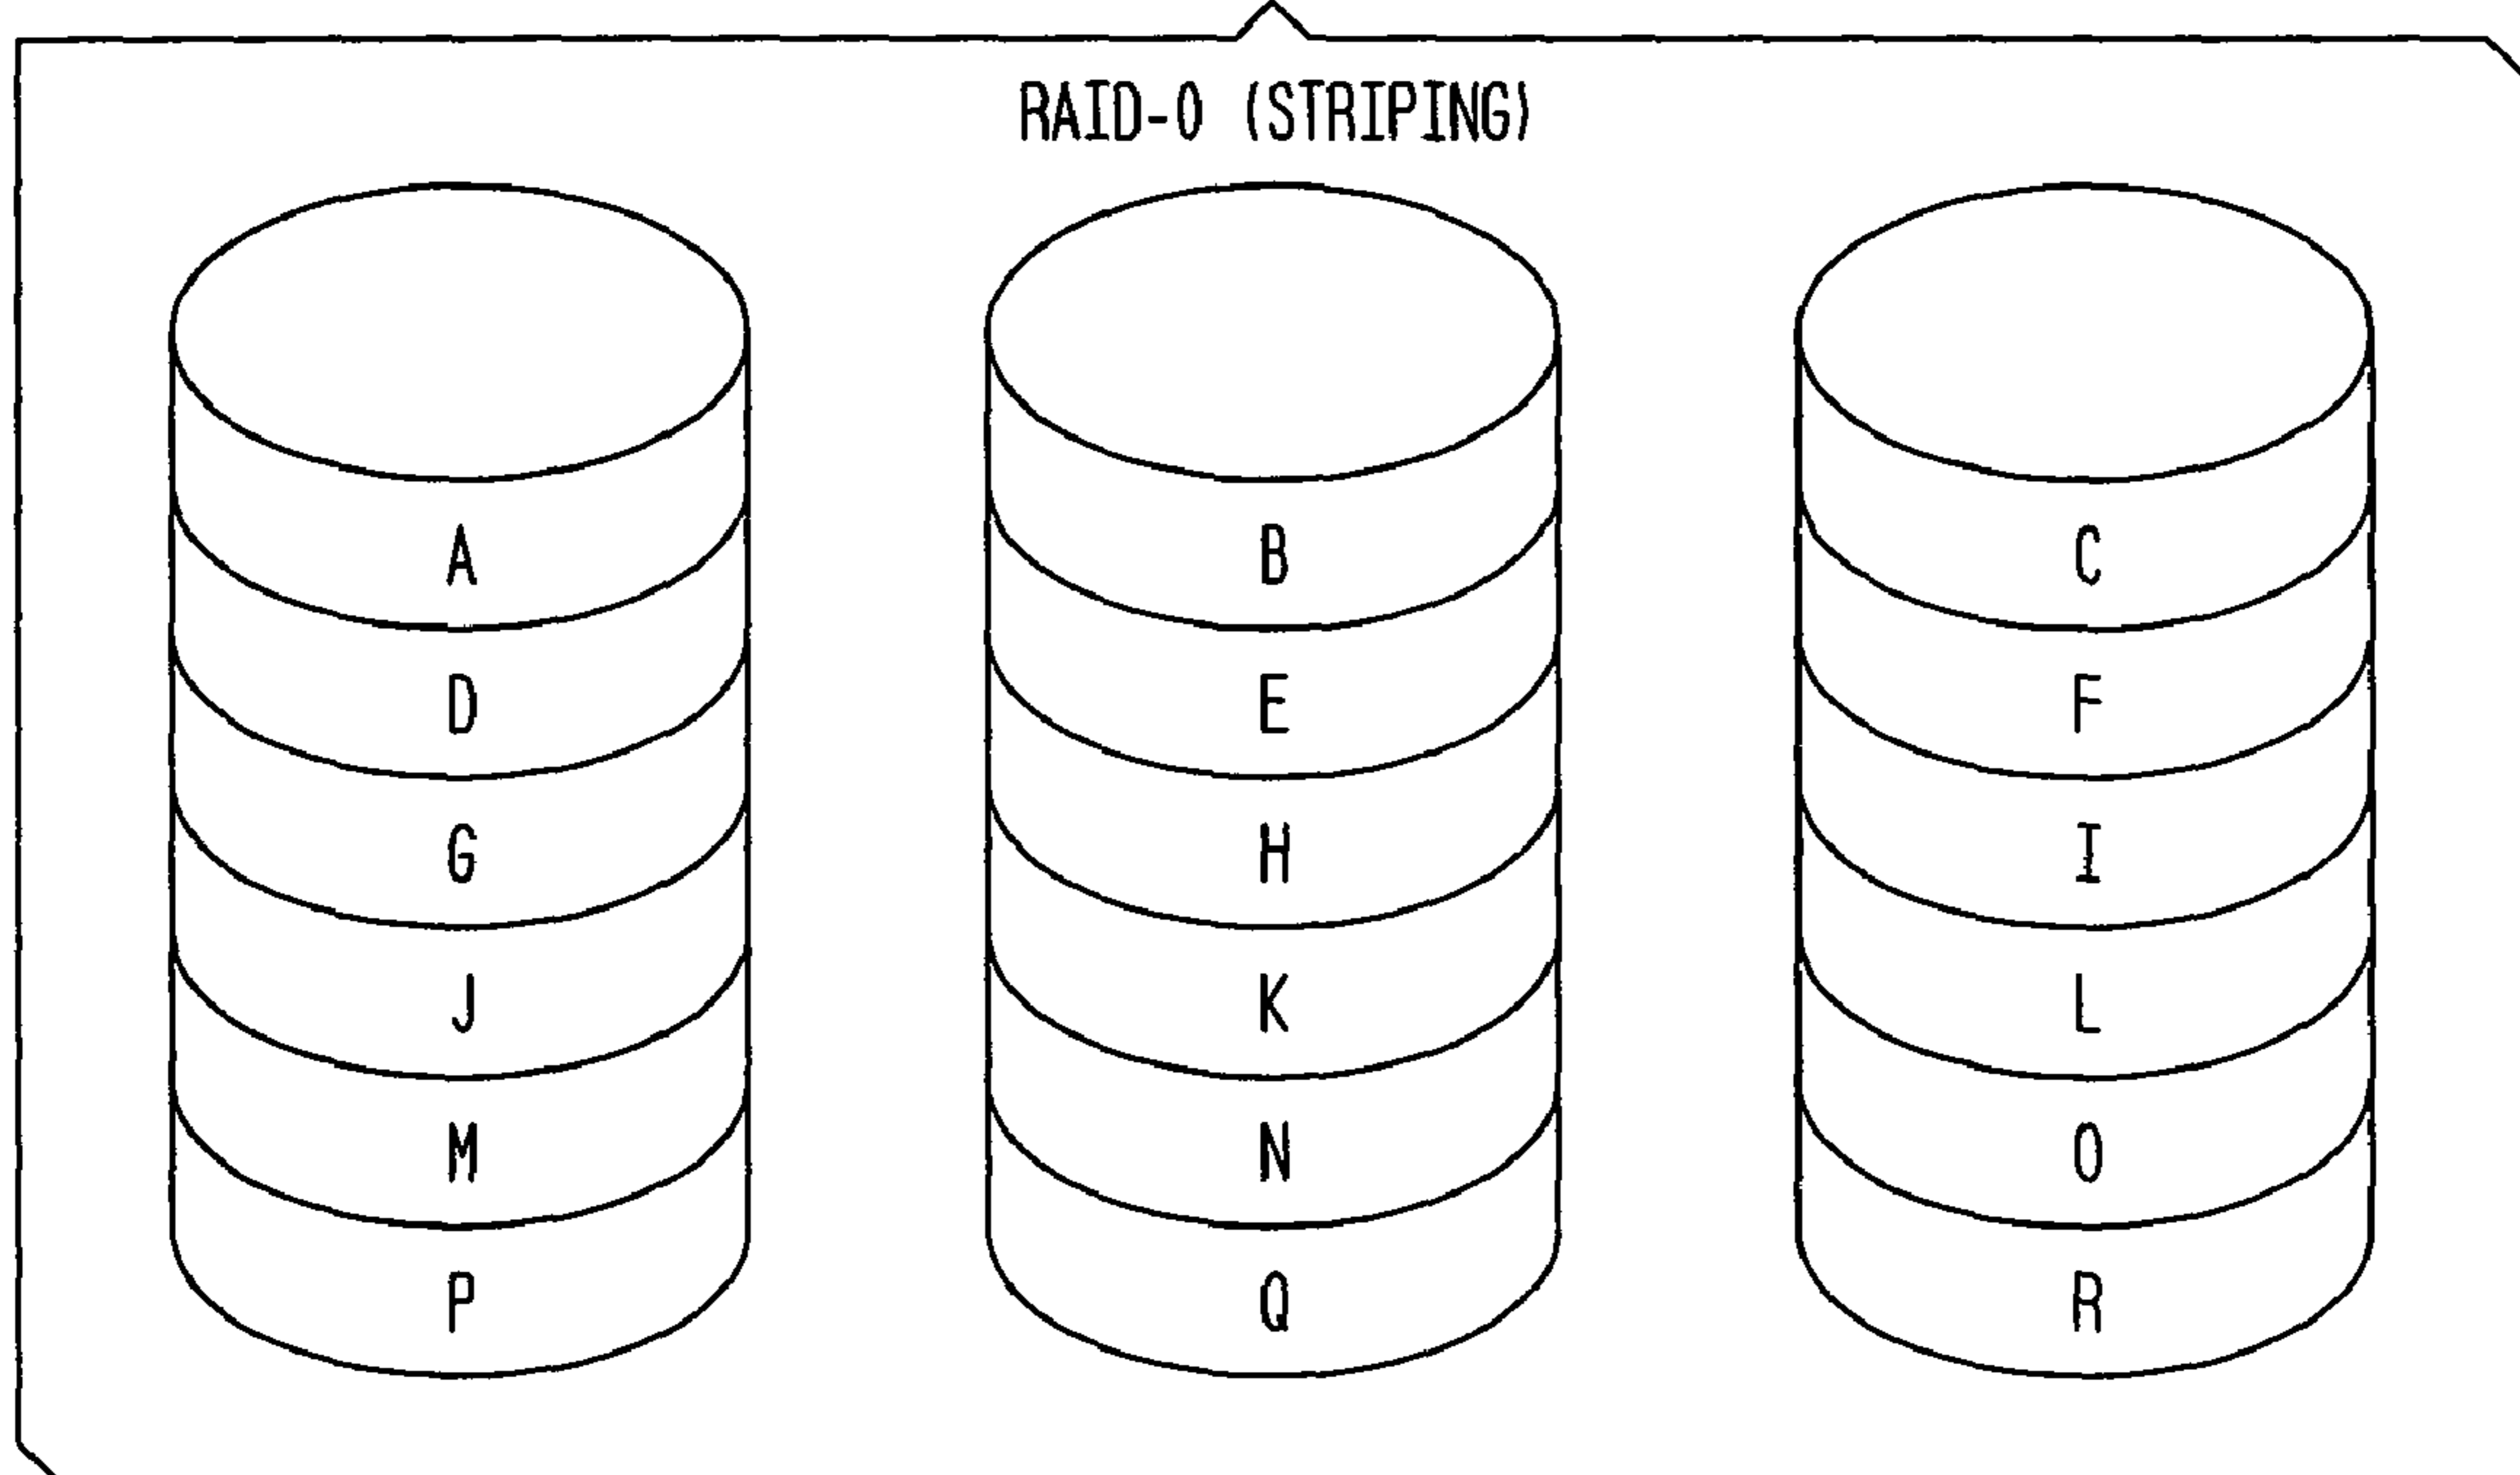 RAID-0 (STRIPING)
A B C
D E F
G H I
J K L
M N O
P Q R